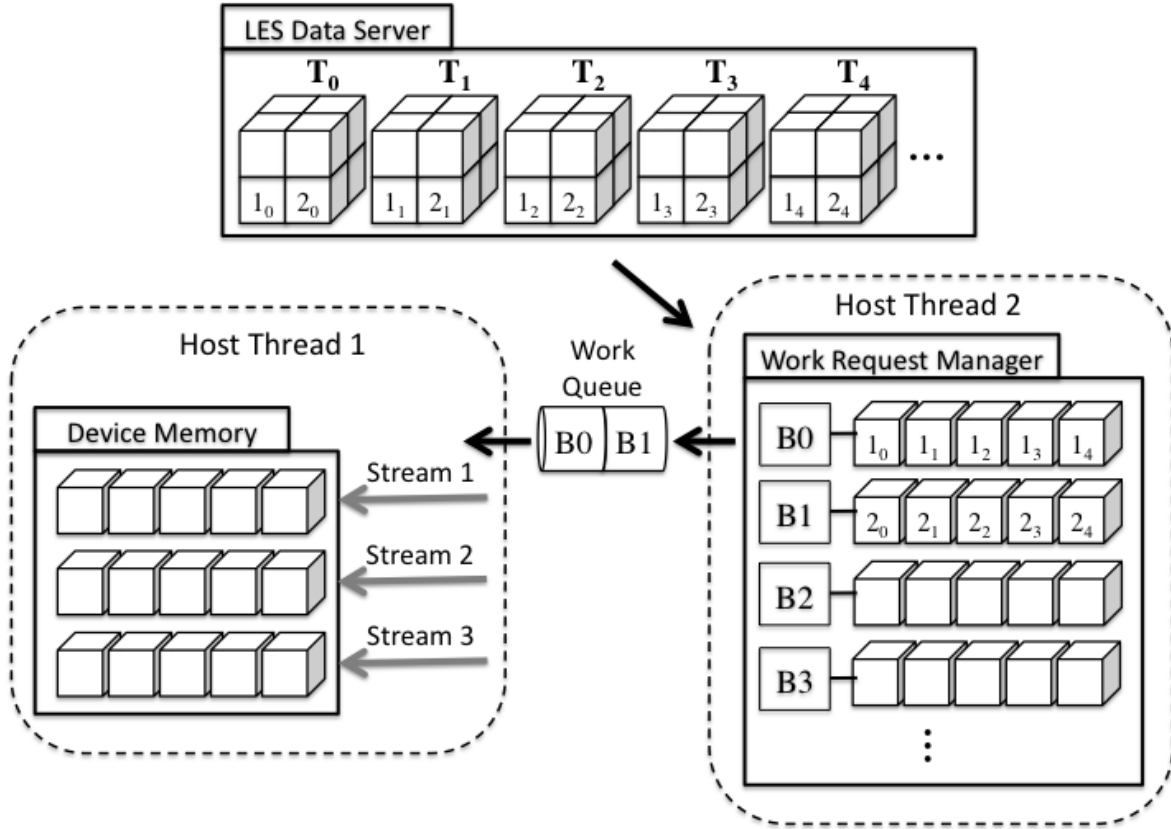 LES Data Server
T₀ T₁ T₂ T₃ T₄
1₀ 2₀ 1₁ 2₁ 1₂ 2₂ 1₃ 2₃ 1₄ 2₄
...
Host Thread 1
Device Memory
Stream 1
Stream 2
Stream 3
Work
Queue
B0 B1
Host Thread 2
Work Request Manager
B0 1₀ 1₁ 1₂ 1₃ 1₄
B1 2₀ 2₁ 2₂ 2₃ 2₄
B2
B3